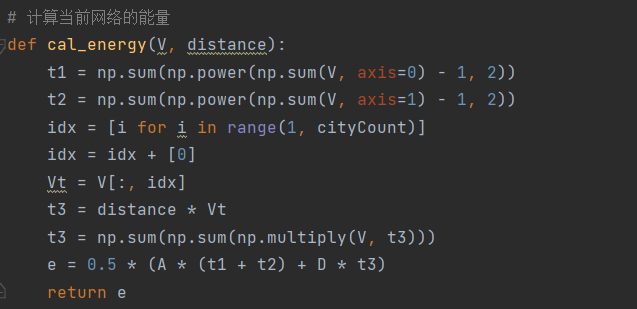 # 计算当前网络的能量
def cal_energy(V, distance):
    t1 = np.sum(np.power(np.sum(V, axis=0) - 1, 2))
    t2 = np.sum(np.power(np.sum(V, axis=1) - 1, 2))
    idx = [i for i in range(1, cityCount)]
    idx = idx + [0]
    Vt = V[:, idx]
    t3 = distance * Vt
    t3 = np.sum(np.sum(np.multiply(V, t3)))
    e = 0.5 * (A * (t1 + t2) + D * t3)
    return e